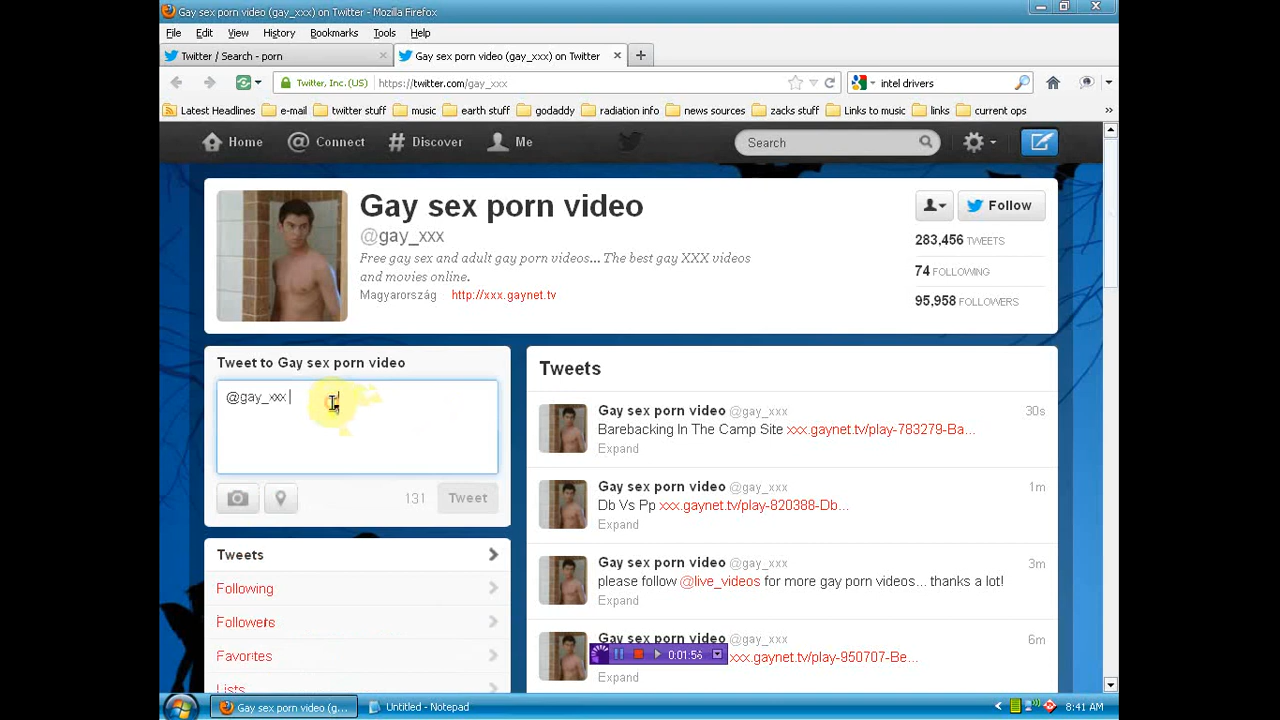 Gay sex porn video (gay_xxx) on Twitter - Mozilla Firefox
File Edit View History Bookmarks Tools Help
Twitter / Search - porn
Gay sex porn video (gay_xxx) on Twitter
Twitter, Inc. (US) https://twitter.com/gay_xxx
intel drivers
Latest Headlines e-mail twitter stuff music earth stuff godaddy radiation info news sources zacks stuff Links to music links current ops »
Home @ Connect # Discover Me Search
Gay sex porn video
@gay_xxx
Free gay sex and adult gay porn videos... The best gay XXX videos
and movies online.
Magyarország http://xxx.gaynet.tv
Follow
283,456 TWEETS
74 FOLLOWING
95,958 FOLLOWERS
Tweet to Gay sex porn video
@gay_xxx
131 Tweet
Tweets
Following
Followers
Favorites
Lists
Tweets
Gay sex porn video @gay_xxx 30s
Barebacking In The Camp Site xxx.gaynet.tv/play-783279-Ba...
Expand
Gay sex porn video @gay_xxx 1m
Db Vs Pp xxx.gaynet.tv/play-820388-Db...
Expand
Gay sex porn video @gay_xxx 3m
please follow @live_videos for more gay porn videos... thanks a lot!
Expand
Gay sex porn video @gay_xxx 6m
xxx.gaynet.tv/play-950707-Be...
Expand
0:01:56
Gay sex porn video (g...
Untitled - Notepad
8:41 AM